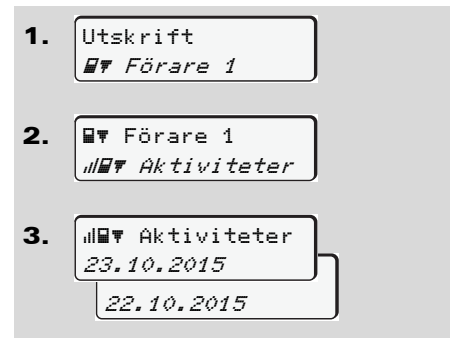 1. Utskrift
Förare 1
2. Förare 1
Aktiviteter
3. Aktiviteter
23.10.2015
22.10.2015